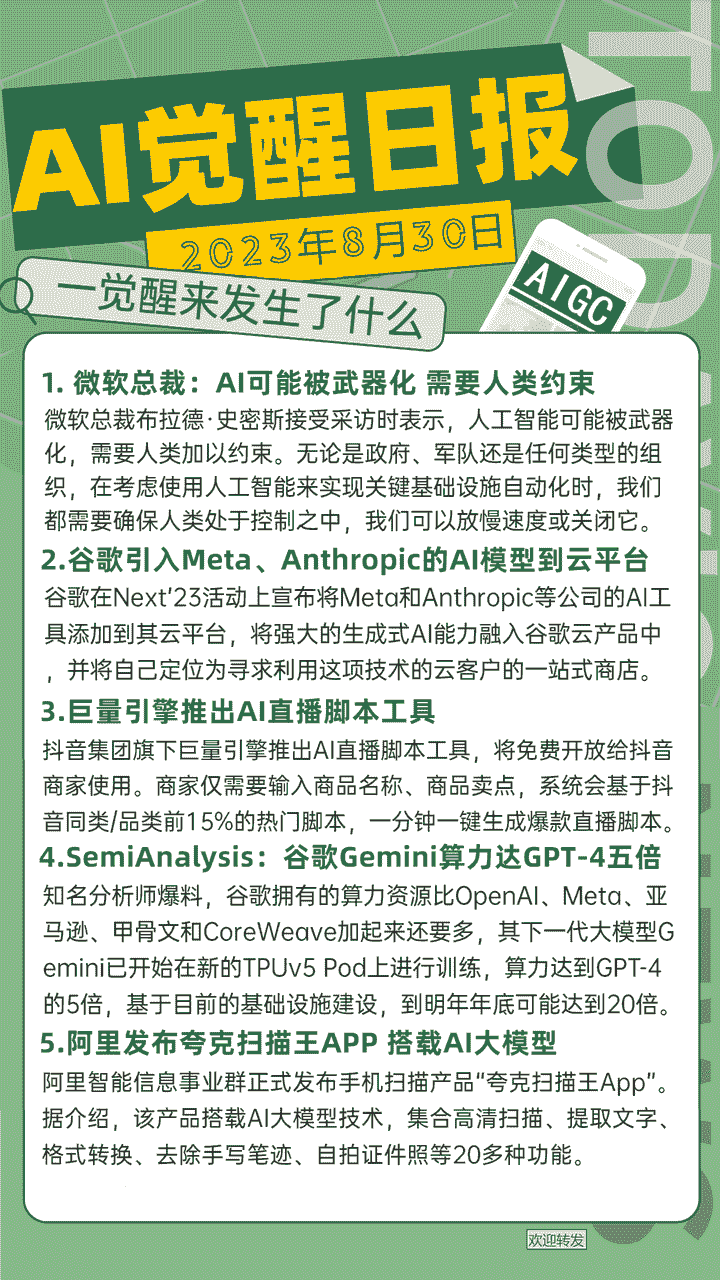 AI觉醒日报
2023年8月30日
一觉醒来发生了什么
AIGC
1. 微软总裁：AI可能被武器化 需要人类约束
微软总裁布拉德·史密斯接受采访时表示，人工智能可能被武器
化，需要人类加以约束。无论是政府、军队还是任何类型的组
织，在考虑使用人工智能来实现关键基础设施自动化时，我们
都需要确保人类处于控制之中，我们可以放慢速度或关闭它。
2.谷歌引入Meta、Anthropic的AI模型到云平台
谷歌在Next’23活动上宣布将Meta和Anthropic等公司的AI工
具添加到其云平台，将强大的生成式AI能力融入谷歌云产品中
，并将自己定位为寻求利用这项技术的云客户的一站式商店。
3.巨量引擎推出AI直播脚本工具
抖音集团旗下巨量引擎推出AI直播脚本工具，将免费开放给抖音
商家使用。商家仅需要输入商品名称、商品卖点，系统会基于抖
音同类/品类前15%的热门脚本，一分钟一键生成爆款直播脚本。
4.SemiAnalysis：谷歌Gemini算力达GPT-4五倍
知名分析师爆料，谷歌拥有的算力资源比OpenAI、Meta、亚
马逊、甲骨文和CoreWeave加起来还要多，其下一代大模型G
emini已开始在新的TPUv5 Pod上进行训练，算力达到GPT-4
的5倍，基于目前的基础设施建设，到明年年底可能达到20倍。
5.阿里发布夸克扫描王APP 搭载AI大模型
阿里智能信息事业群正式发布手机扫描产品“夸克扫描王App”。
据介绍，该产品搭载AI大模型技术，集合高清扫描、提取文字、
格式转换、去除手写笔迹、自拍证件照等20多种功能。
欢迎转发